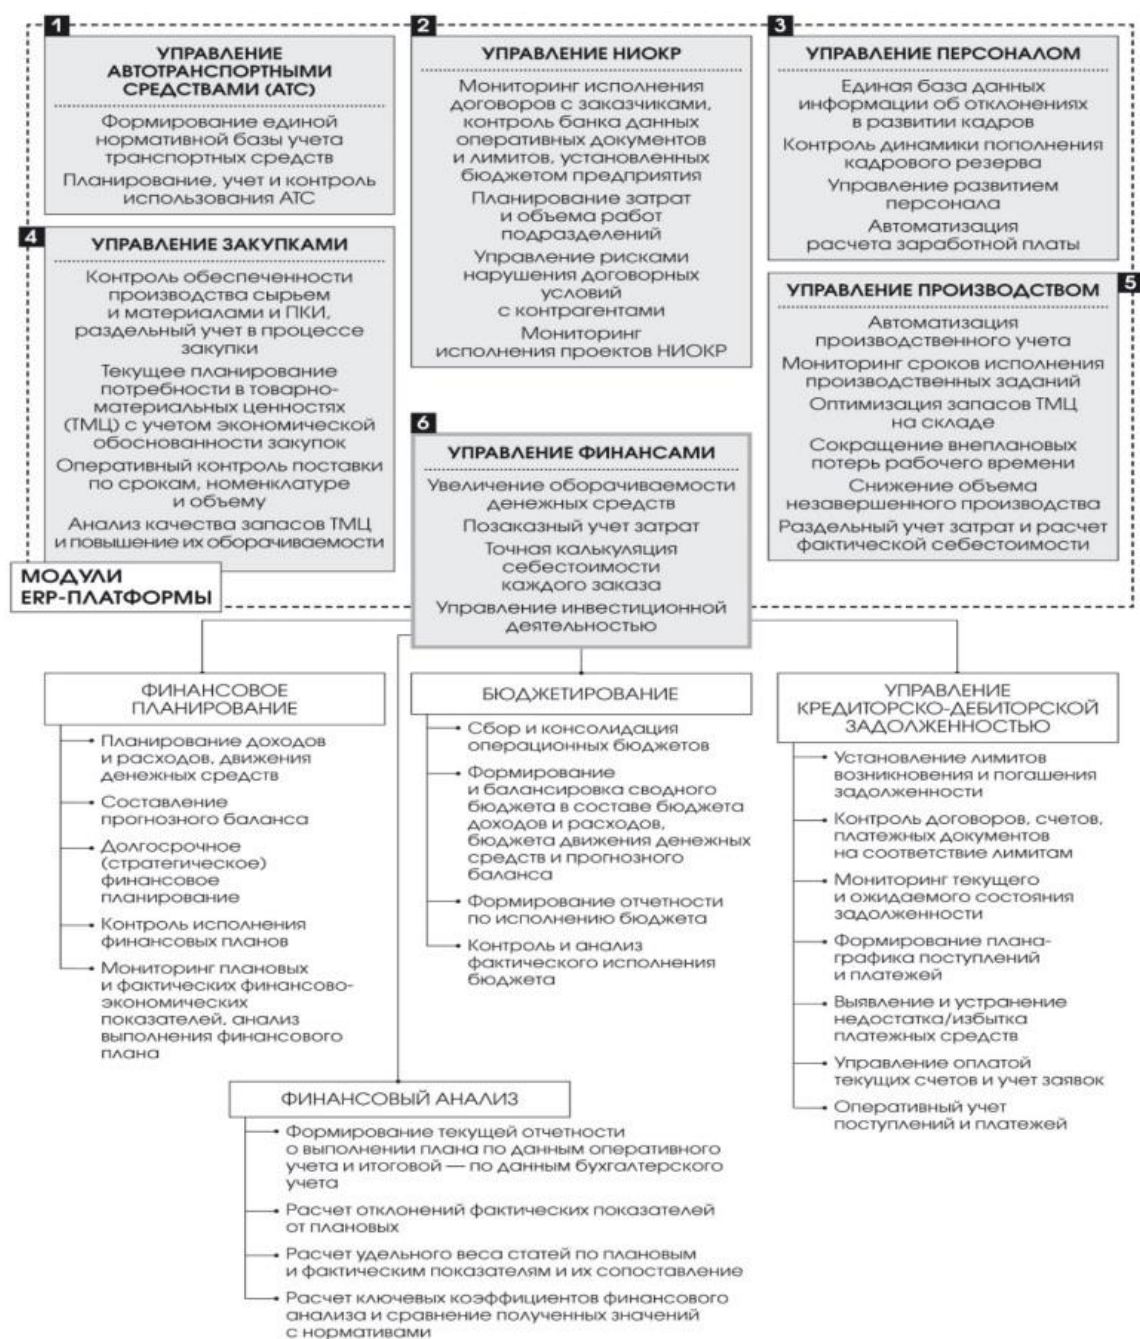 1
УПРАВЛЕНИЕ
АВТОТРАНСПОРТНЫМИ
СРЕДСТВАМИ (АТС)
Формирование единой
нормативной базы учета
транспортных средств
Планирование, учет и контроль
использования АТС
2
УПРАВЛЕНИЕ НИОКР
Мониторинг исполнения
договоров с заказчиками,
контроль банка данных
оперативных документов
и лимитов, установленных
бюджетом предприятия
Планирование затрат
и объема работ
подразделений
Управление рисками
нарушения договорных
условий
с контрагентами
Мониторинг
исполнения проектов НИОКР
3
УПРАВЛЕНИЕ ПЕРСОНАЛОМ
Единая база данных
информации об отклонениях
в развитии кадров
Контроль динамики пополнения
кадрового резерва
Управление развитием
персонала
Автоматизация
расчета заработной платы
4
УПРАВЛЕНИЕ ЗАКУПКАМИ
Контроль обеспеченности
производства сырьем
и материалами и ПКИ,
раздельный учет в процессе
закупки
Текущее планирование
потребности в товарно-
материальных ценностях
(ТМЦ) с учетом экономической
обоснованности закупок
Оперативный контроль поставки
по срокам, номенклатуре
и объему
Анализ качества запасов ТМЦ
и повышение их оборачиваемости
5
УПРАВЛЕНИЕ ПРОИЗВОДСТВОМ
Автоматизация
производственного учета
Мониторинг сроков исполнения
производственных заданий
Оптимизация запасов ТМЦ
на складе
Сокращение внеплановых
потерь рабочего времени
Снижение объема
незавершенного производства
Раздельный учет затрат и расчет
фактической себестоимости
6
УПРАВЛЕНИЕ ФИНАНСАМИ
Увеличение оборачиваемости
денежных средств
Позаказный учет затрат
Точная калькуляция
себестоимости
каждого заказа
Управление инвестиционной
деятельностью
МОДУЛИ
ERP-ПЛАТФОРМЫ
ФИНАНСОВОЕ
ПЛАНИРОВАНИЕ
Планирование доходов
и расходов, движения
денежных средств
Составление
прогнозного баланса
Долгосрочное
(стратегическое)
финансовое
планирование
Контроль исполнения
финансовых планов
Мониторинг плановых
и фактических финансово-
экономических
показателей, анализ
выполнения финансового
плана
БЮДЖЕТИРОВАНИЕ
Сбор и консолидация
операционных бюджетов
Формирование
и балансировка сводного
бюджета в составе бюджета
доходов и расходов,
бюджета движения денежных
средств и прогнозного
баланса
Формирование отчетности
по исполнению бюджета
Контроль и анализ
фактического исполнения
бюджета
УПРАВЛЕНИЕ
КРЕДИТОРСКО-ДЕБИТОРСКОЙ
ЗАДОЛЖЕННОСТЬЮ
Установление лимитов
возникновения и погашения
задолженности
Контроль договоров, счетов,
платежных документов
на соответствие лимитам
Мониторинг текущего
и ожидаемого состояния
задолженности
Формирование плана-
графика поступлений
и платежей
Выявление и устранение
недостатка/избытка
платежных средств
Управление оплатой
текущих счетов и учет заявок
Оперативный учет
поступлений и платежей
ФИНАНСОВЫЙ АНАЛИЗ
Формирование текущей отчетности
о выполнении плана по данным оперативного
учета и итоговой — по данным бухгалтерского
учета
Расчет отклонений фактических показателей
от плановых
Расчет удельного веса статей по плановым
и фактическим показателям и их сопоставление
Расчет ключевых коэффициентов финансового
анализа и сравнение полученных значений
с нормативами